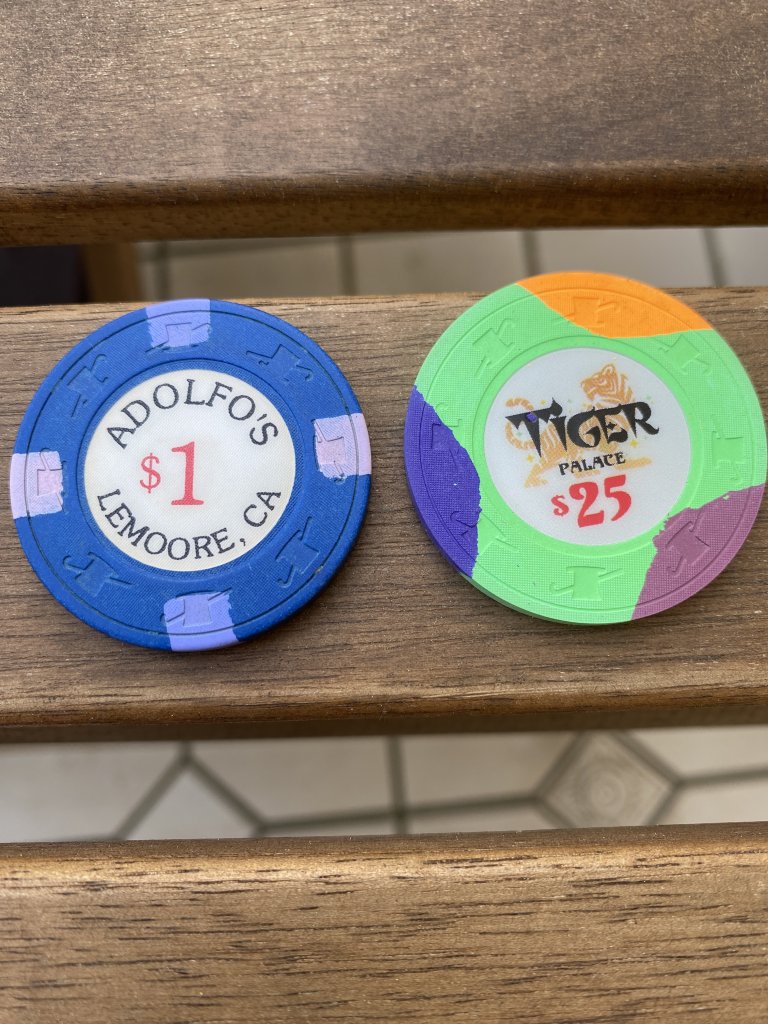 ADOLFO'S
$1
LEMOORE, CA
TIGER
PALACE
$25